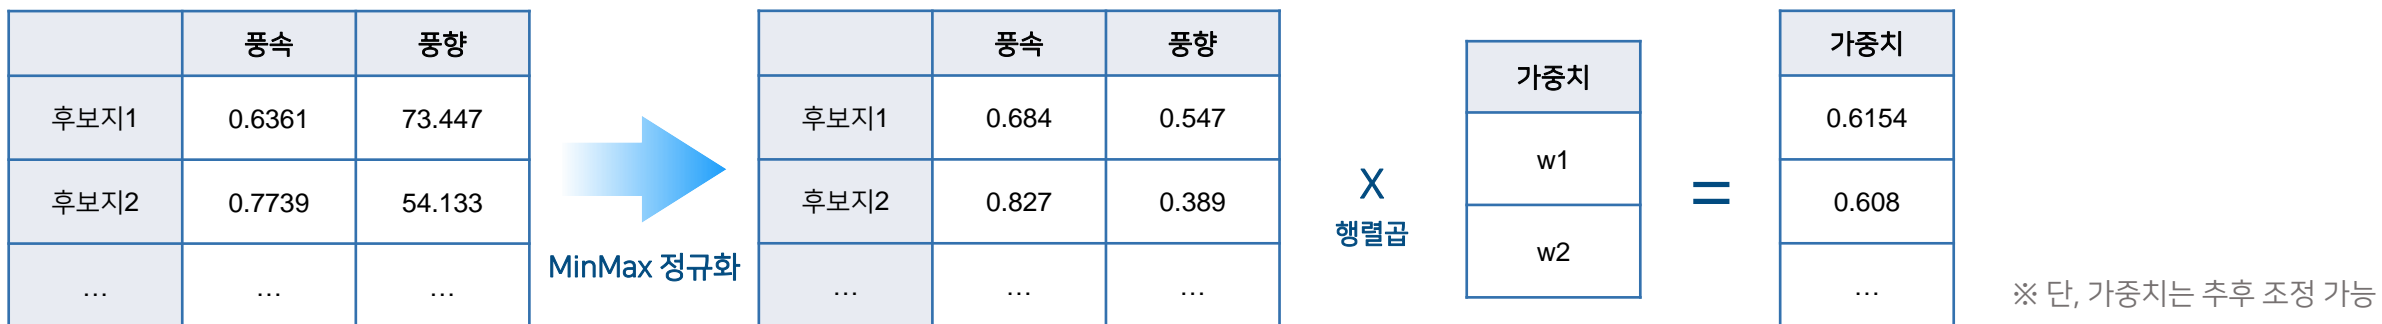 풍속 풍향
후보지1 0.6361 73.447
후보지2 0.7739 54.133
... ... ...
MinMax 정규화
풍속 풍향
후보지1 0.684 0.547
후보지2 0.827 0.389
... ... ...
X
행렬곱
가중치
w1
w2
=
가중치
0.6154
0.608
...
※ 단, 가중치는 추후 조정 가능